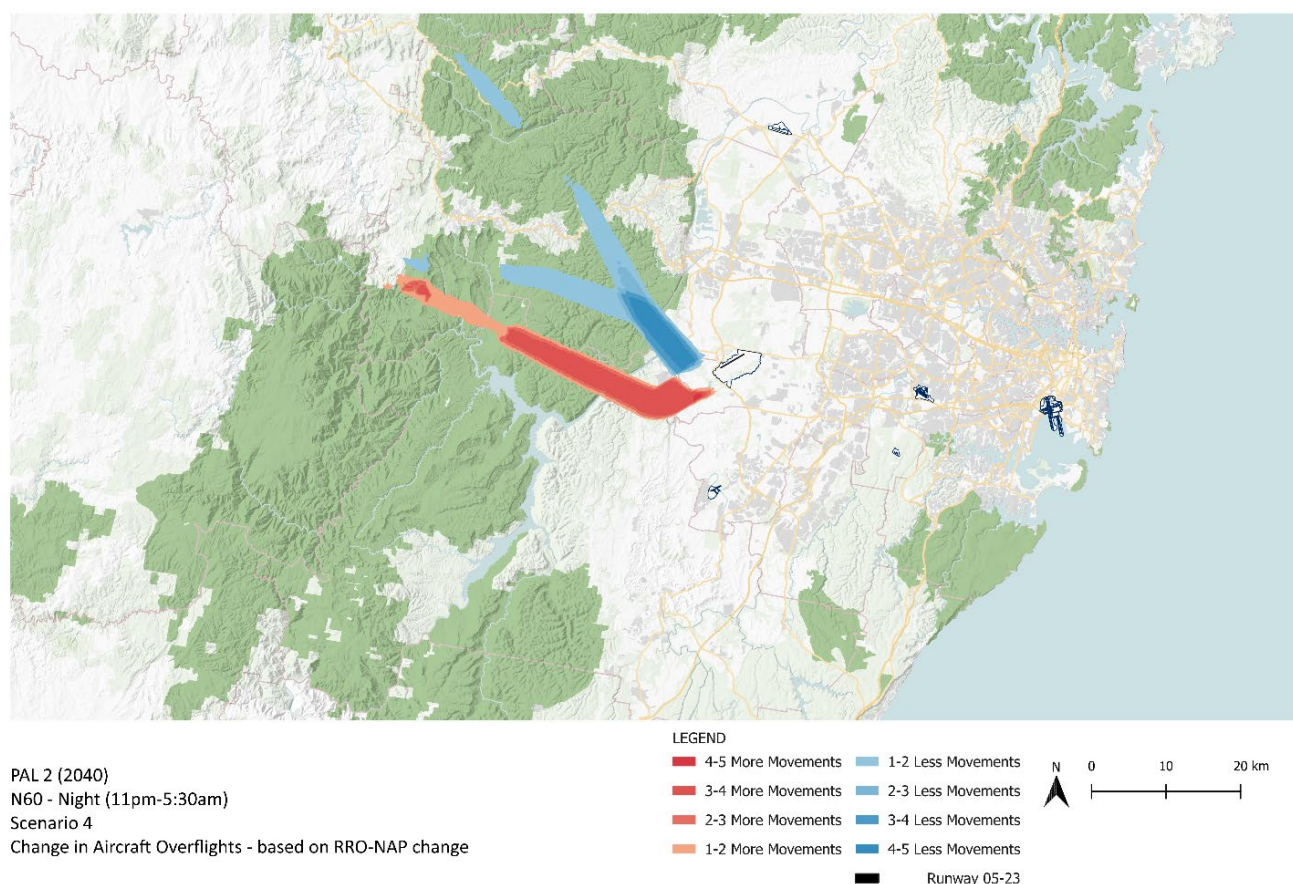 PAL 2 (2040)
N60 - Night (11pm-5:30am)
Scenario 4
Change in Aircraft Overflights - based on RRO-NAP change
LEGEND
4-5 More Movements
3-4 More Movements
2-3 More Movements
1-2 More Movements
1-2 Less Movements
2-3 Less Movements
3-4 Less Movements
4-5 Less Movements
Runway 05-23
N
0 10 20 km